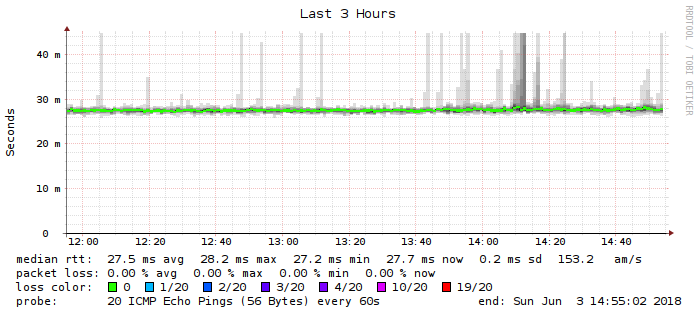 Last 3 Hours
RRDTOOL / TOBI OETIKER
Seconds
40 m
30 m
20 m
10 m
0
12:00 12:20 12:40 13:00 13:20 13:40 14:00 14:20 14:40
median rtt: 27.5 ms avg 28.2 ms max 27.2 ms min 27.7 ms now 0.2 ms sd 153.2 am/s
packet loss: 0.00 % avg 0.00 % max 0.00 % min 0.00 % now
loss color: 0 1/20 2/20 3/20 4/20 10/20 19/20
probe: 20 ICMP Echo Pings (56 Bytes) every 60s end: Sun Jun 3 14:55:02 2018